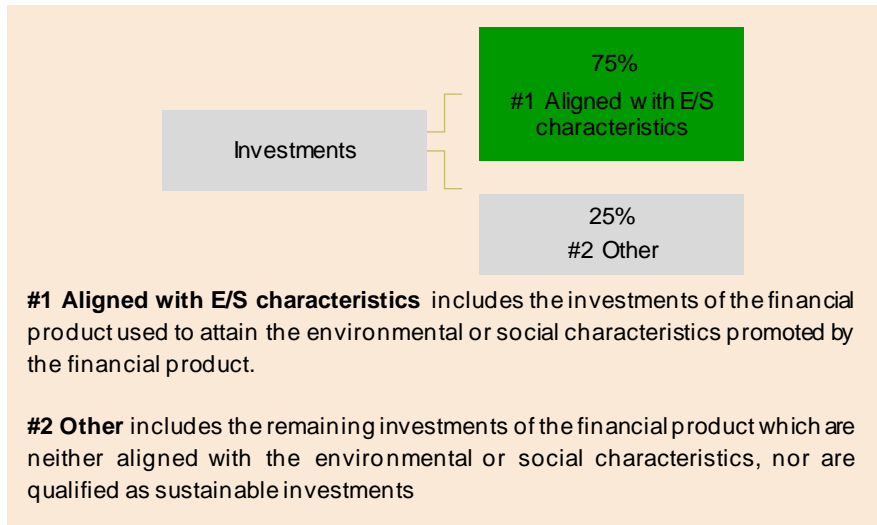 75%
#1 Aligned with E/S
characteristics
Investments
25%
#2 Other
#1 Aligned with E/S characteristics includes the investments of the financial
product used to attain the environmental or social characteristics promoted by
the financial product.
#2 Other includes the remaining investments of the financial product which are
neither aligned with the environmental or social characteristics, nor are
qualified as sustainable investments